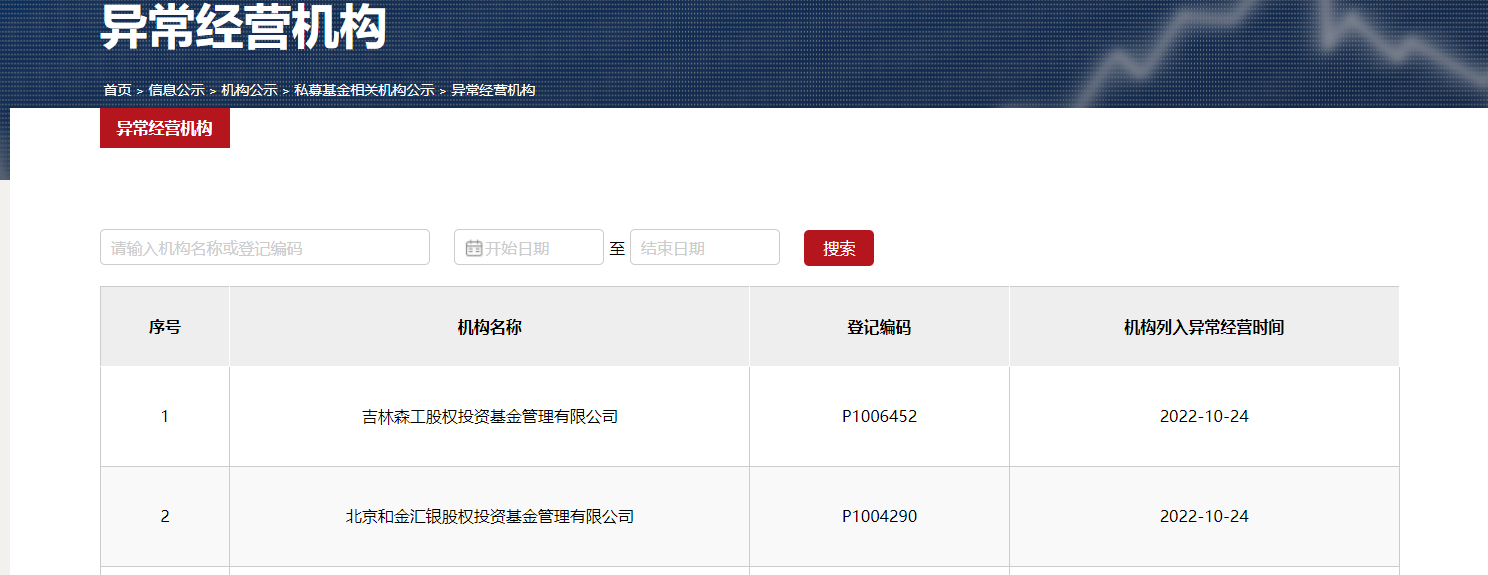 异常经营机构
首页 > 信息公示 > 机构公示 > 私募基金相关机构公示 > 异常经营机构
异常经营机构
请输入机构名称或登记编码 开始日期 至 结束日期 搜索
序号 机构名称 登记编码 机构列入异常经营时间
1 吉林森工股权投资基金管理有限公司 P1006452 2022-10-24
2 北京和金汇银股权投资基金管理有限公司 P1004290 2022-10-24